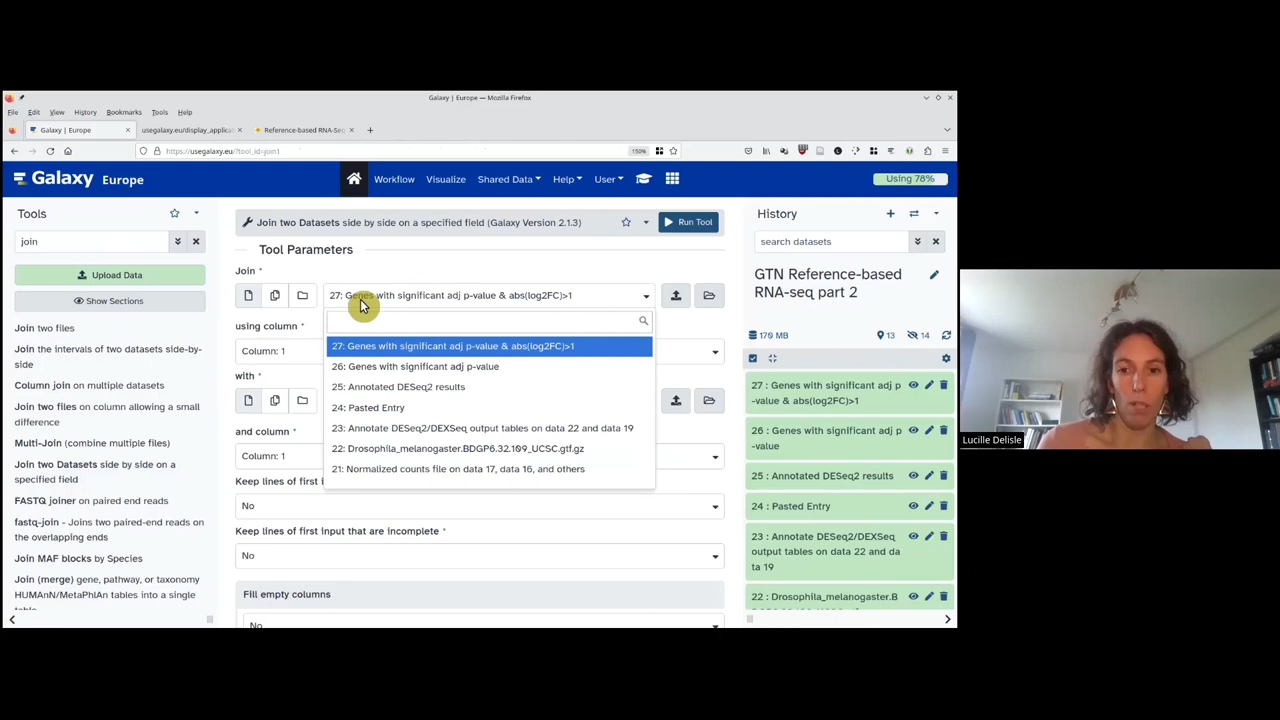 Galaxy | Europe — Mozilla Firefox
File Edit View History Bookmarks Tools Help
Galaxy | Europe
usegalaxy.eu/display_applicat
Reference-based RNA-Seq
https://usegalaxy.eu/?tool_id=join1
150%
Galaxy Europe
Workflow Visualize Shared Data Help User
Using 78%
Tools
join
Upload Data
Show Sections
Join two files
Join the intervals of two datasets side-by-
side
Column join on multiple datasets
Join two files on column allowing a small
difference
Multi-Join (combine multiple files)
Join two Datasets side by side on a
specified field
FASTQ joiner on paired end reads
fastq-join - Joins two paired-end reads on
the overlapping ends
Join MAF blocks by Species
Join (merge) gene, pathway, or taxonomy
HUMAnN/MetaPhlAn tables into a single
Join two Datasets side by side on a specified field (Galaxy Version 2.1.3)
Run Tool
Tool Parameters
Join *
27: Genes with significant adj p-value & abs(log2FC)>1
using column *
Column: 1
27: Genes with significant adj p-value & abs(log2FC)>1
26: Genes with significant adj p-value
25: Annotated DESeq2 results
24: Pasted Entry
23: Annotate DESeq2/DEXSeq output tables on data 22 and data 19
22: Drosophila_melanogaster.BDGP6.32.109_UCSC.gtf.gz
21: Normalized counts file on data 17, data 16, and others
with *
and column *
Column: 1
Keep lines of first i
No
Keep lines of first input that are incomplete *
No
Fill empty columns
No
History
search datasets
GTN Reference-based
RNA-seq part 2
170 MB
13
14
27 : Genes with significant adj p
-value & abs(log2FC)>1
26 : Genes with significant adj p
-value
25 : Annotated DESeq2 results
24 : Pasted Entry
23 : Annotate DESeq2/DEXSeq
output tables on data 22 and da
ta 19
22 : Drosophila_melanogaster.B
Lucille Delisle